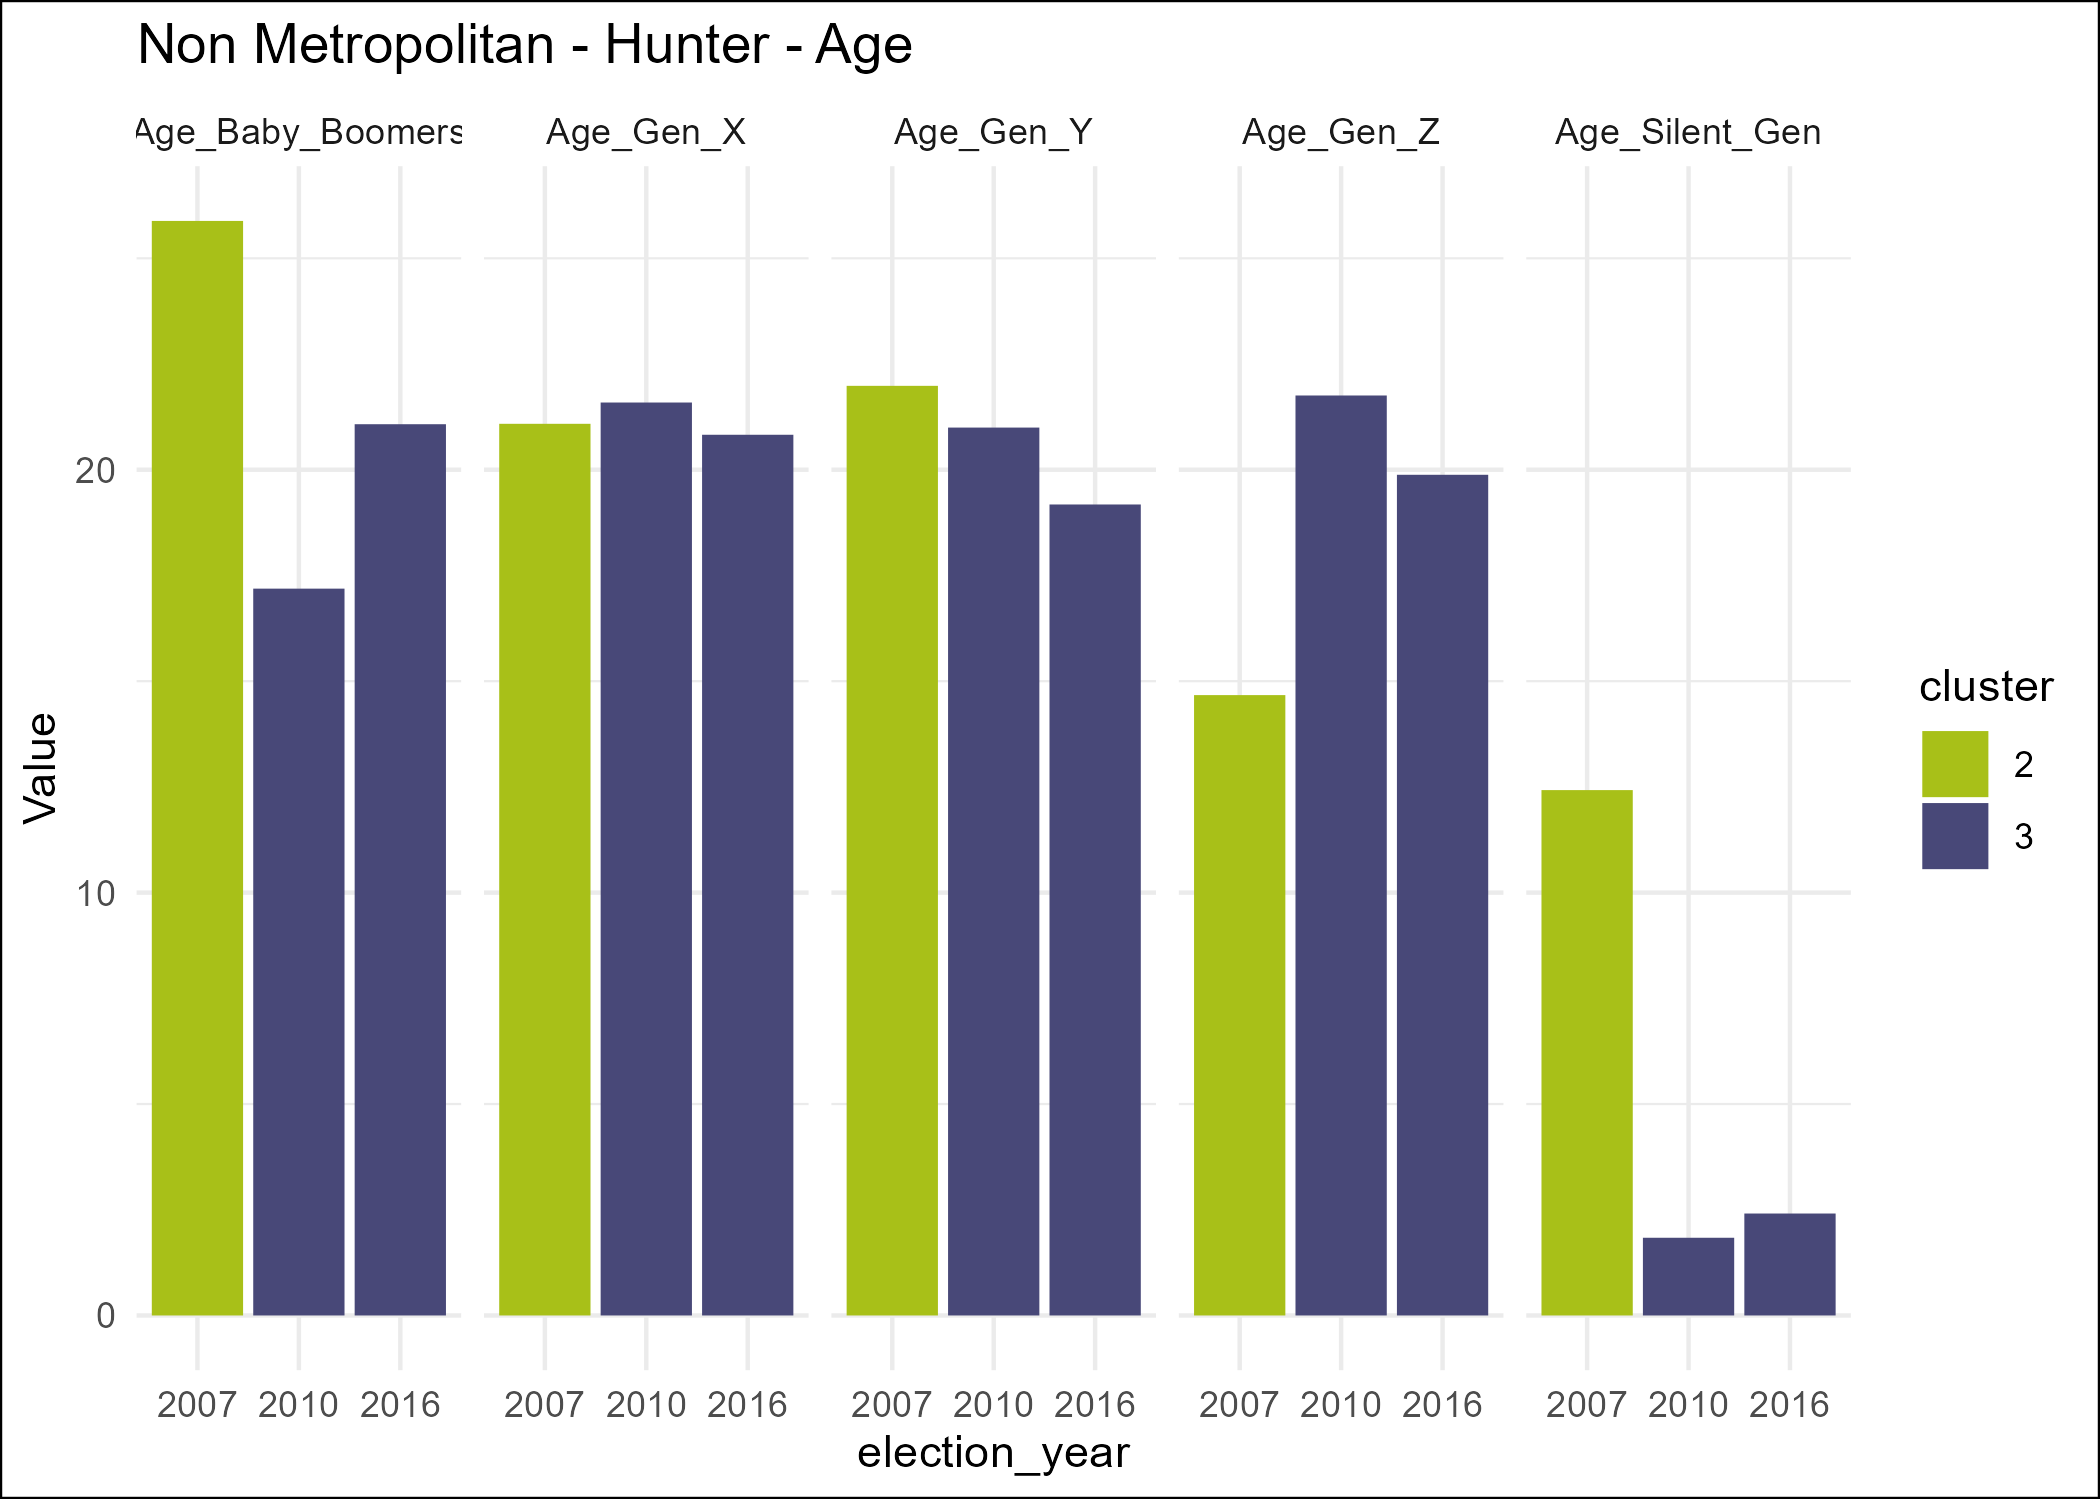 Non Metropolitan - Hunter - Age
Age_Baby_Boomers Age_Gen_X Age_Gen_Y Age_Gen_Z Age_Silent_Gen
20
10
0
Value
2007 2010 2016 2007 2010 2016 2007 2010 2016 2007 2010 2016 2007 2010 2016
election_year
cluster
2
3